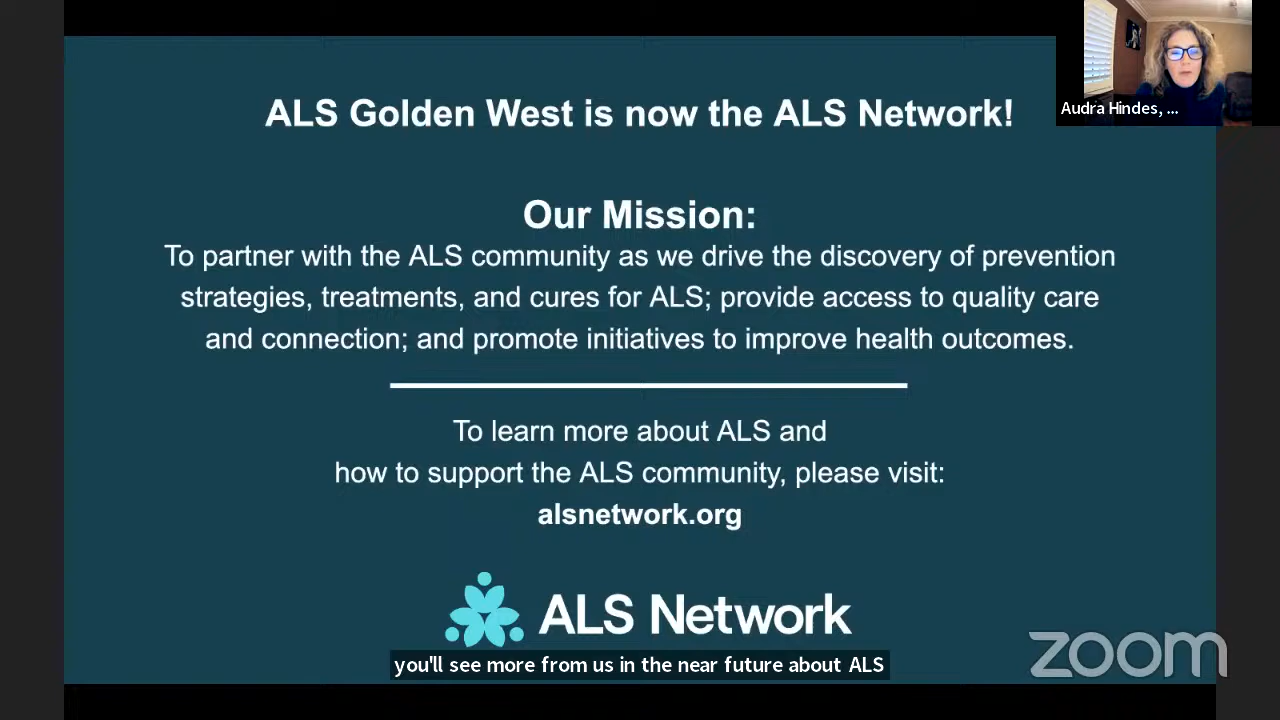 ALS Golden West is now the ALS Network!
Audra Hindes, ...
Our Mission:
To partner with the ALS community as we drive the discovery of prevention
strategies, treatments, and cures for ALS; provide access to quality care
and connection; and promote initiatives to improve health outcomes.
To learn more about ALS and
how to support the ALS community, please visit:
alsnetwork.org
ALS Network
you'll see more from us in the near future about ALS
zoom